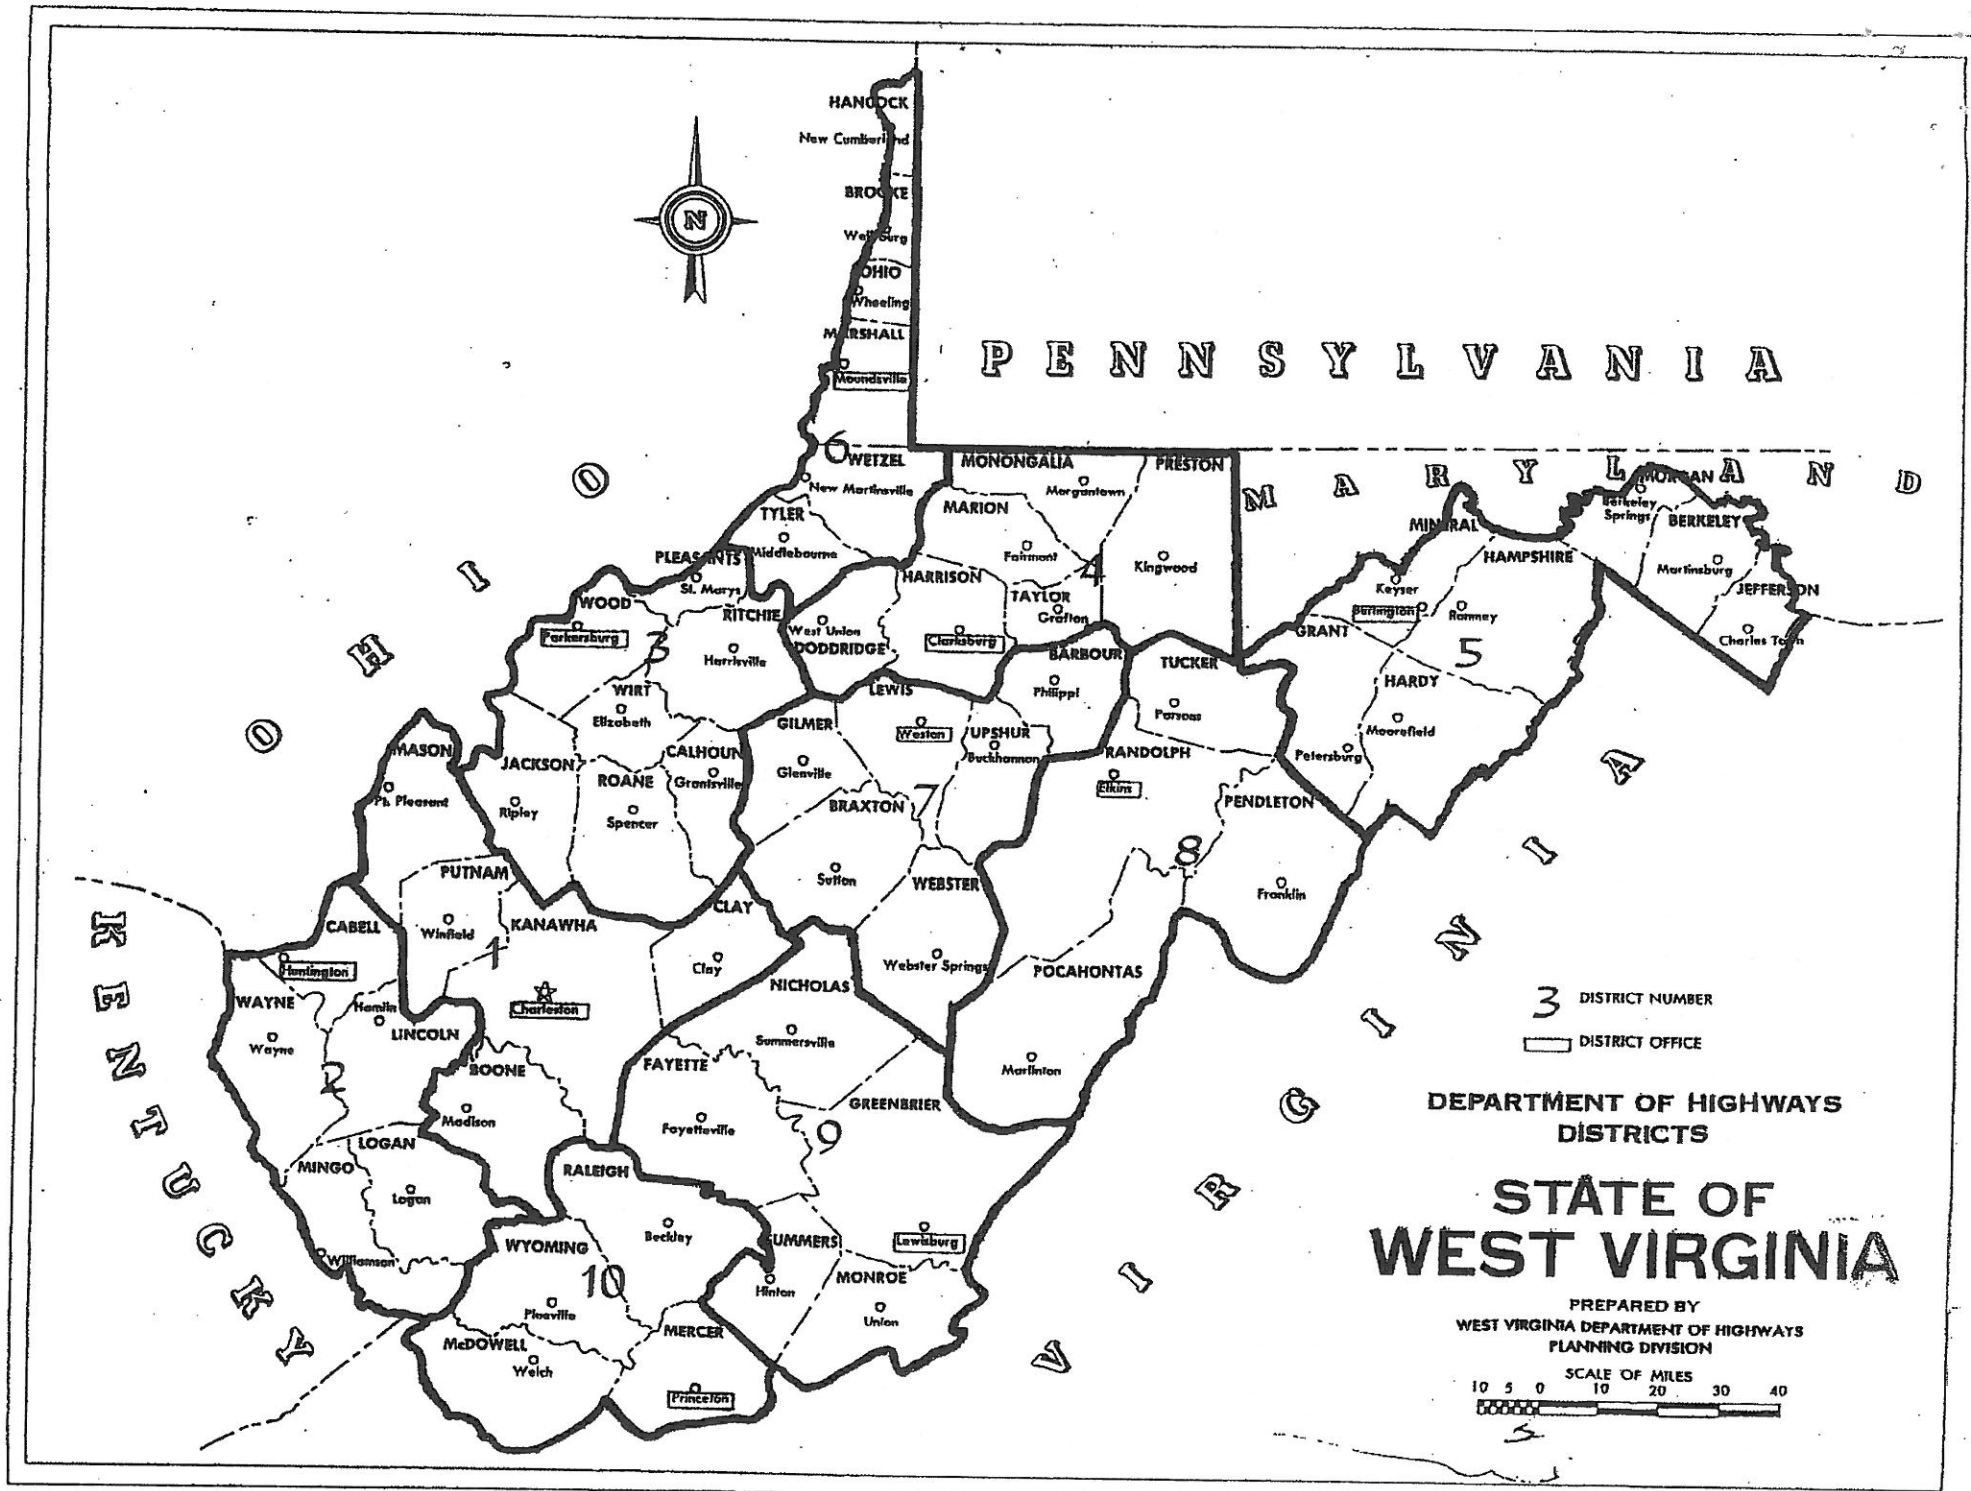 HANCOCK
New Cumberland
BROOKE
Wellsburg
OHIO
Wheeling
MARSHALL
Moundsville
N
PENNSYLVANIA
OHIO
MARYLAND
VIRGINIA
KENTUCKY
6
WETZEL
New Martinsville
TYLER
Middlebourne
MONONGALIA
Morgantown
PRESTON
Kingwood
MARION
Fairmont
4
HARRISON
Clarksburg
TAYLOR
Grafton
West Union
DODDRIDGE
PLEASANTS
St. Marys
WOOD
Parkersburg
RITCHIE
Harrisville
3
WIRT
Elizabeth
CALHOUN
Grantsville
ROANE
Spencer
JACKSON
Ripley
MASON
Pt. Pleasant
PUTNAM
Winfield
1
KANAWHA
Charleston
CLAY
Clay
BOONE
Madison
CABELL
Huntington
WAYNE
Wayne
Hamlin
LINCOLN
2
LOGAN
Logan
MINGO
Williamson
MORGAN
Berkeley
Springs
BERKELEY
Martinsburg
JEFFERSON
Charles Town
MINERAL
Keyser
HAMPSHIRE
Romney
Burlington
GRANT
Petersburg
5
HARDY
Moorefield
BARBOUR
Philippi
TUCKER
Parsons
LEWIS
Weston
GILMER
Glenville
UPSHUR
Buckhannon
7
BRAXTON
Sutton
WEBSTER
Webster Springs
RANDOLPH
Elkins
PENDLETON
Franklin
8
POCAHONTAS
Marlinton
NICHOLAS
Summersville
FAYETTE
Fayetteville
GREENBRIER
Lewisburg
9
SUMMERS
Hinton
MONROE
Union
RALEIGH
Beckley
WYOMING
Pineville
10
McDOWELL
Welch
MERCER
Princeton
3 DISTRICT NUMBER
DISTRICT OFFICE
DEPARTMENT OF HIGHWAYS
DISTRICTS
STATE OF
WEST VIRGINIA
PREPARED BY
WEST VIRGINIA DEPARTMENT OF HIGHWAYS
PLANNING DIVISION
SCALE OF MILES
10 5 0 10 20 30 40
5